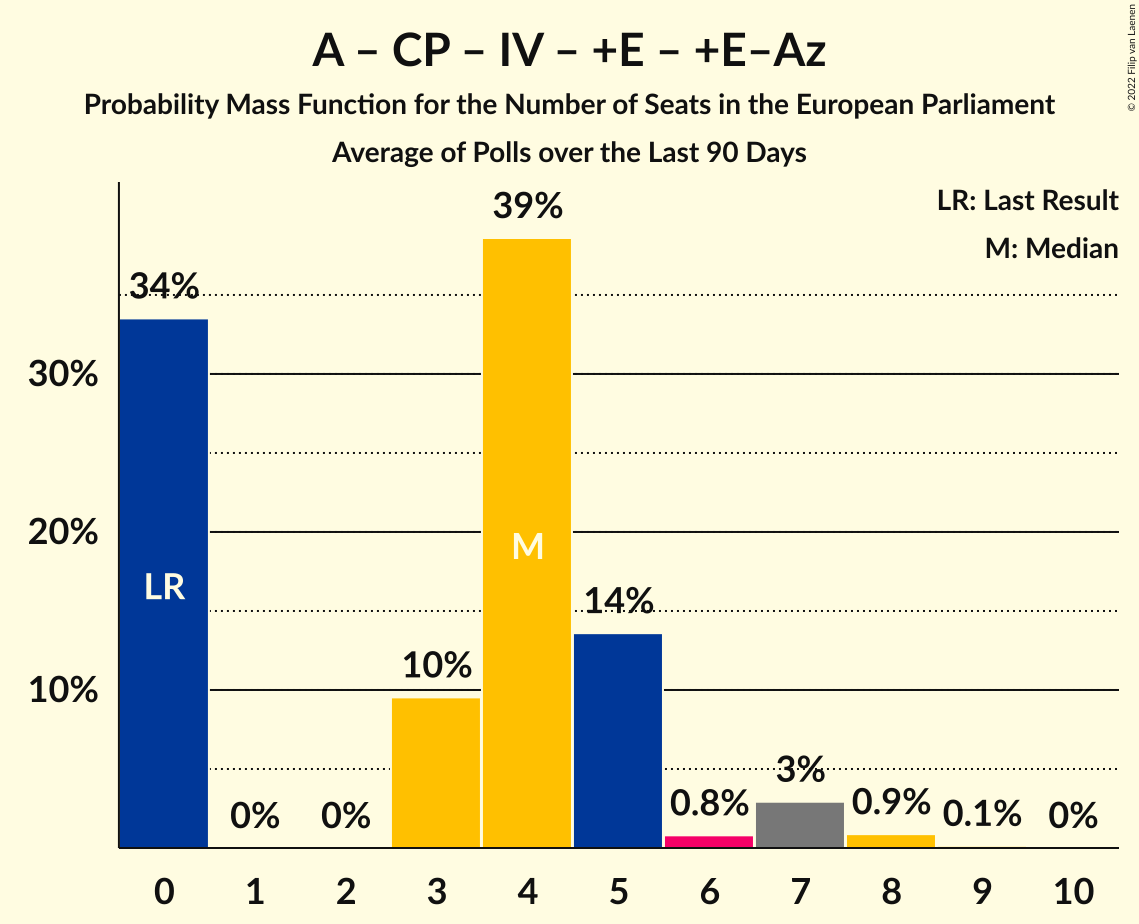 A – CP – IV – +E – +E–Az
Probability Mass Function for the Number of Seats in the European Parliament
Average of Polls over the Last 90 Days
© 2022 Filip van Laenen
LR: Last Result
M: Median
39%
34%
30%
20%
M
LR
14%
10%
10%
3%
0% 0% 0.8% 0.9% 0.1% 0%
0 1 2 3 4 5 6 7 8 9 10